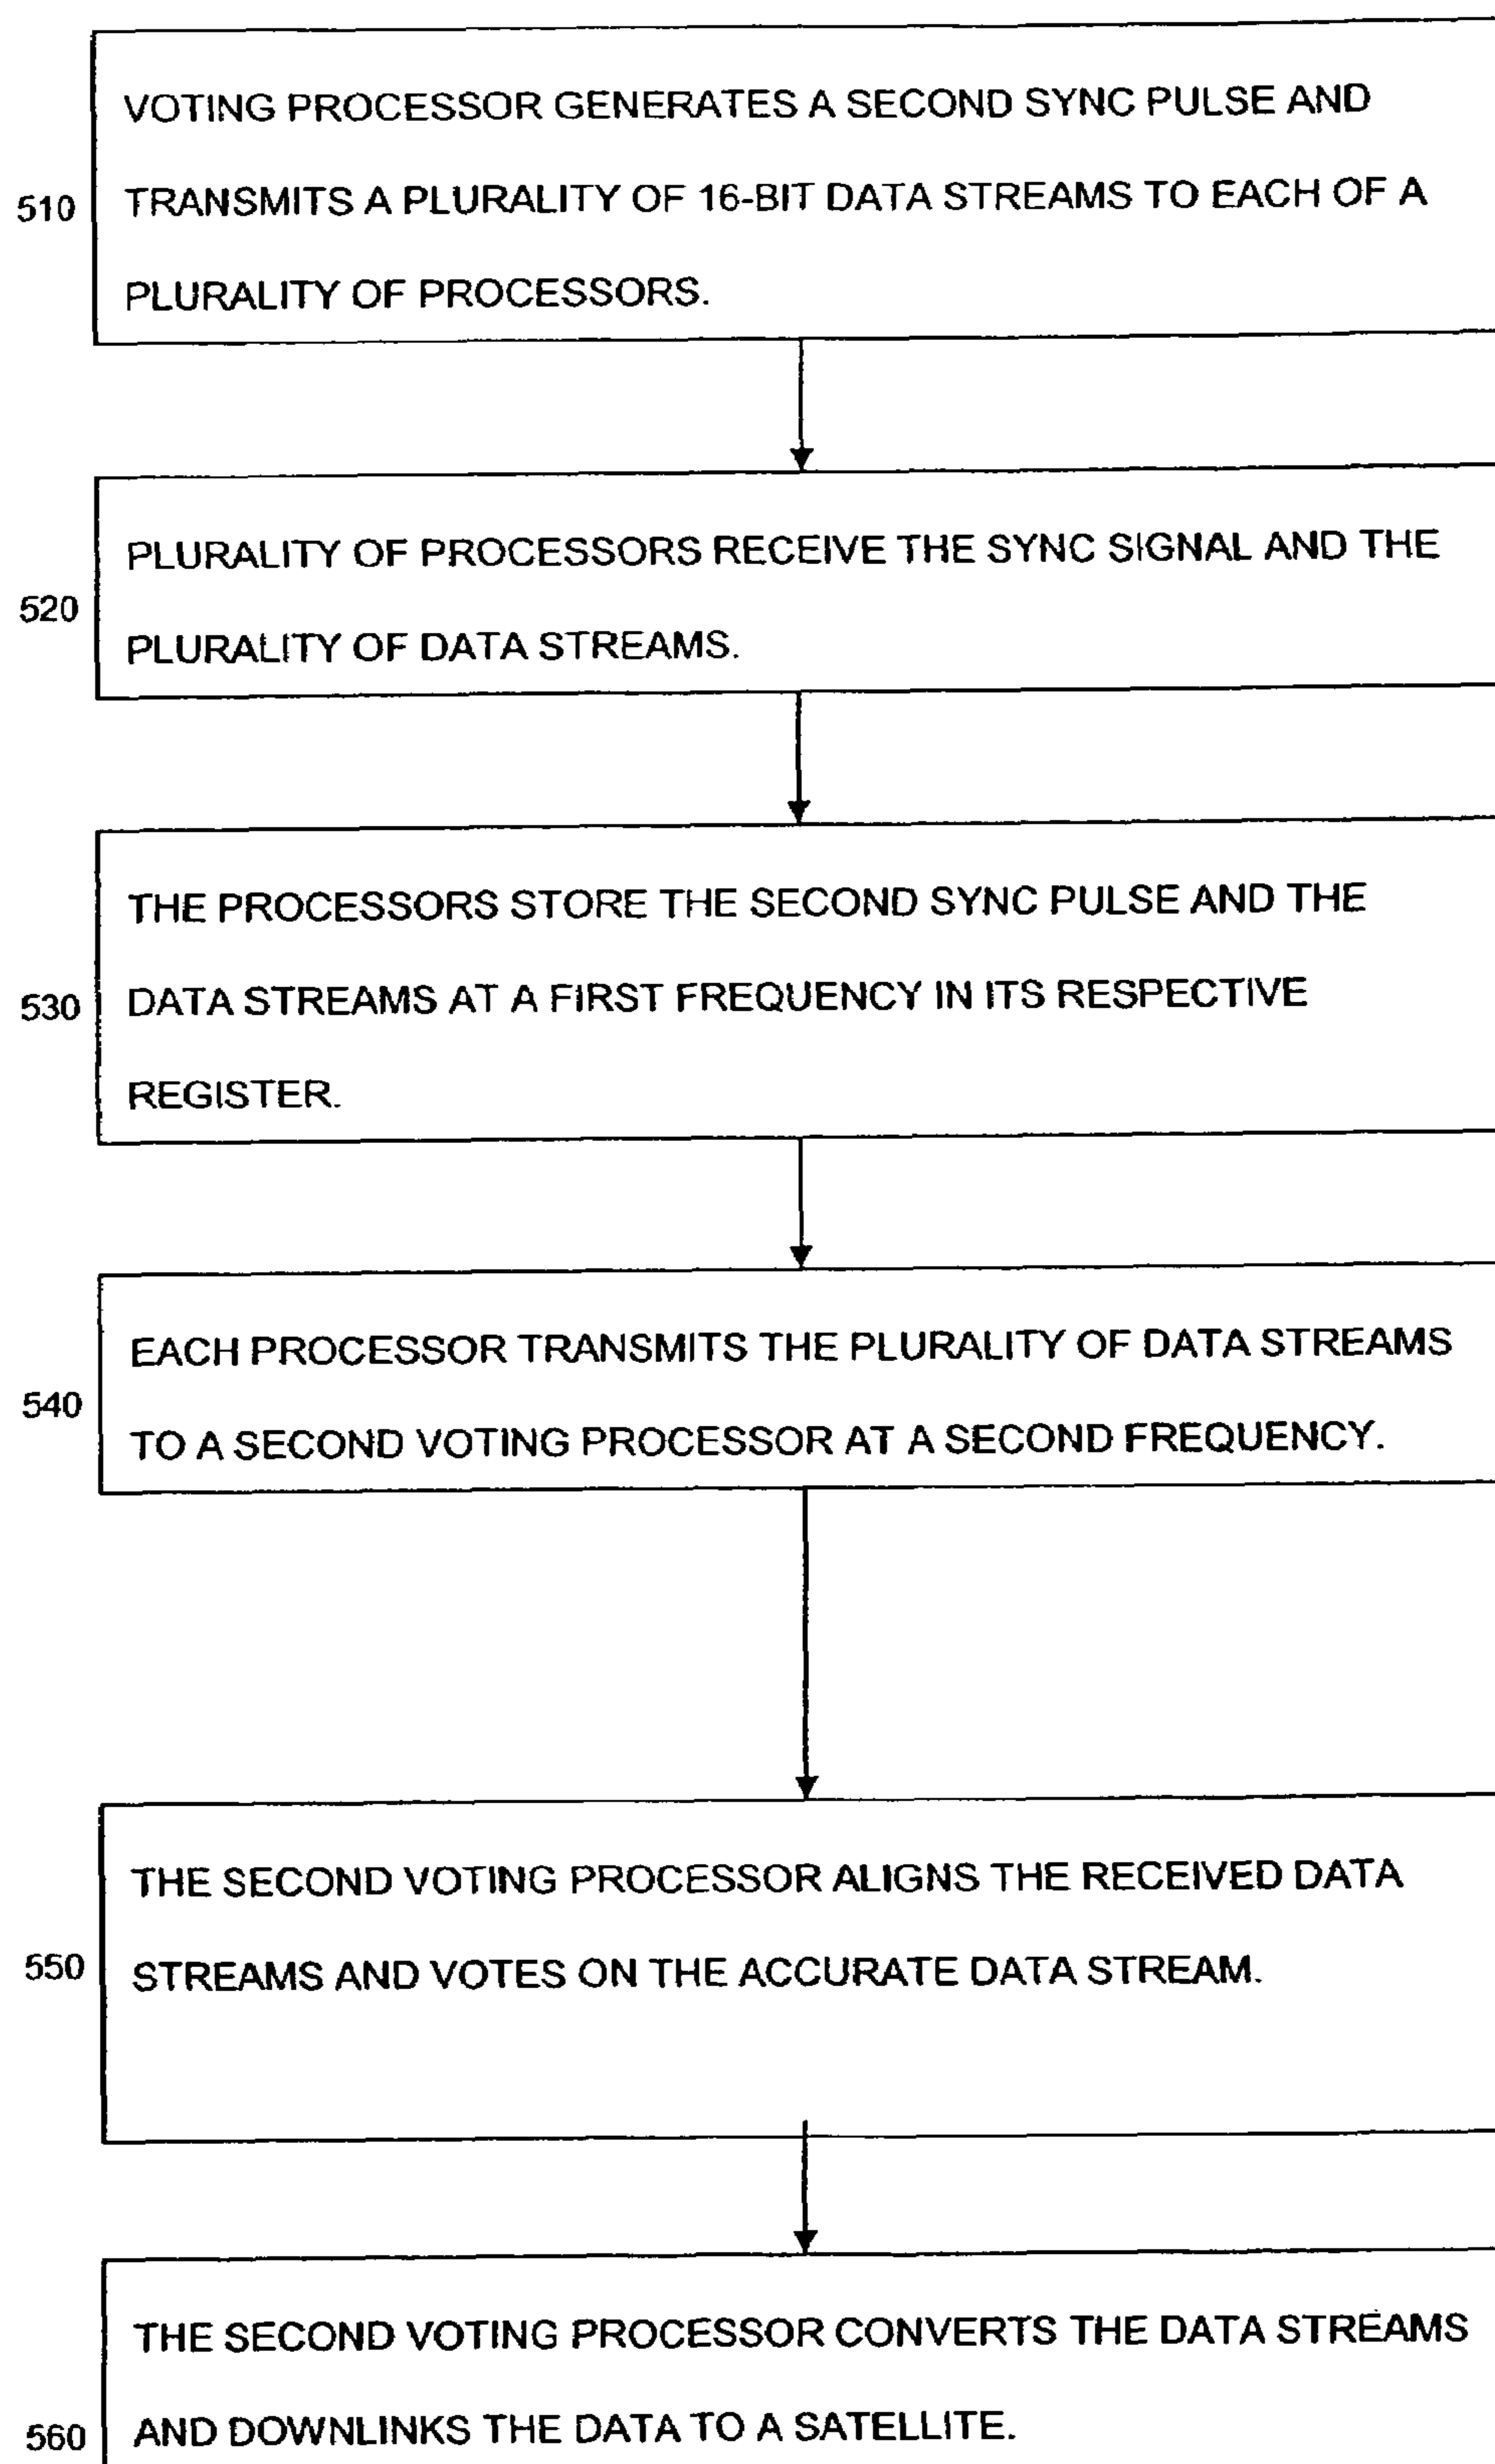 VOTING PROCESSOR GENERATES A SECOND SYNC PULSE AND
510
TRANSMITS A PLURALITY OF 16-BIT DATA STREAMS TO EACH OF A
PLURALITY OF PROCESSORS.
PLURALITY OF PROCESSORS RECEIVE THE SYNC SIGNAL AND THE
520
PLURALITY OF DATA STREAMS.
THE PROCESSORS STORE THE SECOND SYNC PULSE AND THE
530
DATA STREAMS AT A FIRST FREQUENCY IN ITS RESPECTIVE
REGISTER.
EACH PROCESSOR TRANSMITS THE PLURALITY OF DATA STREAMS
540
TO A SECOND VOTING PROCESSOR AT A SECOND FREQUENCY.
THE SECOND VOTING PROCESSOR ALIGNS THE RECEIVED DATA
550
STREAMS AND VOTES ON THE ACCURATE DATA STREAM.
THE SECOND VOTING PROCESSOR CONVERTS THE DATA STREAMS
560
AND DOWNLINKS THE DATA TO A SATELLITE.